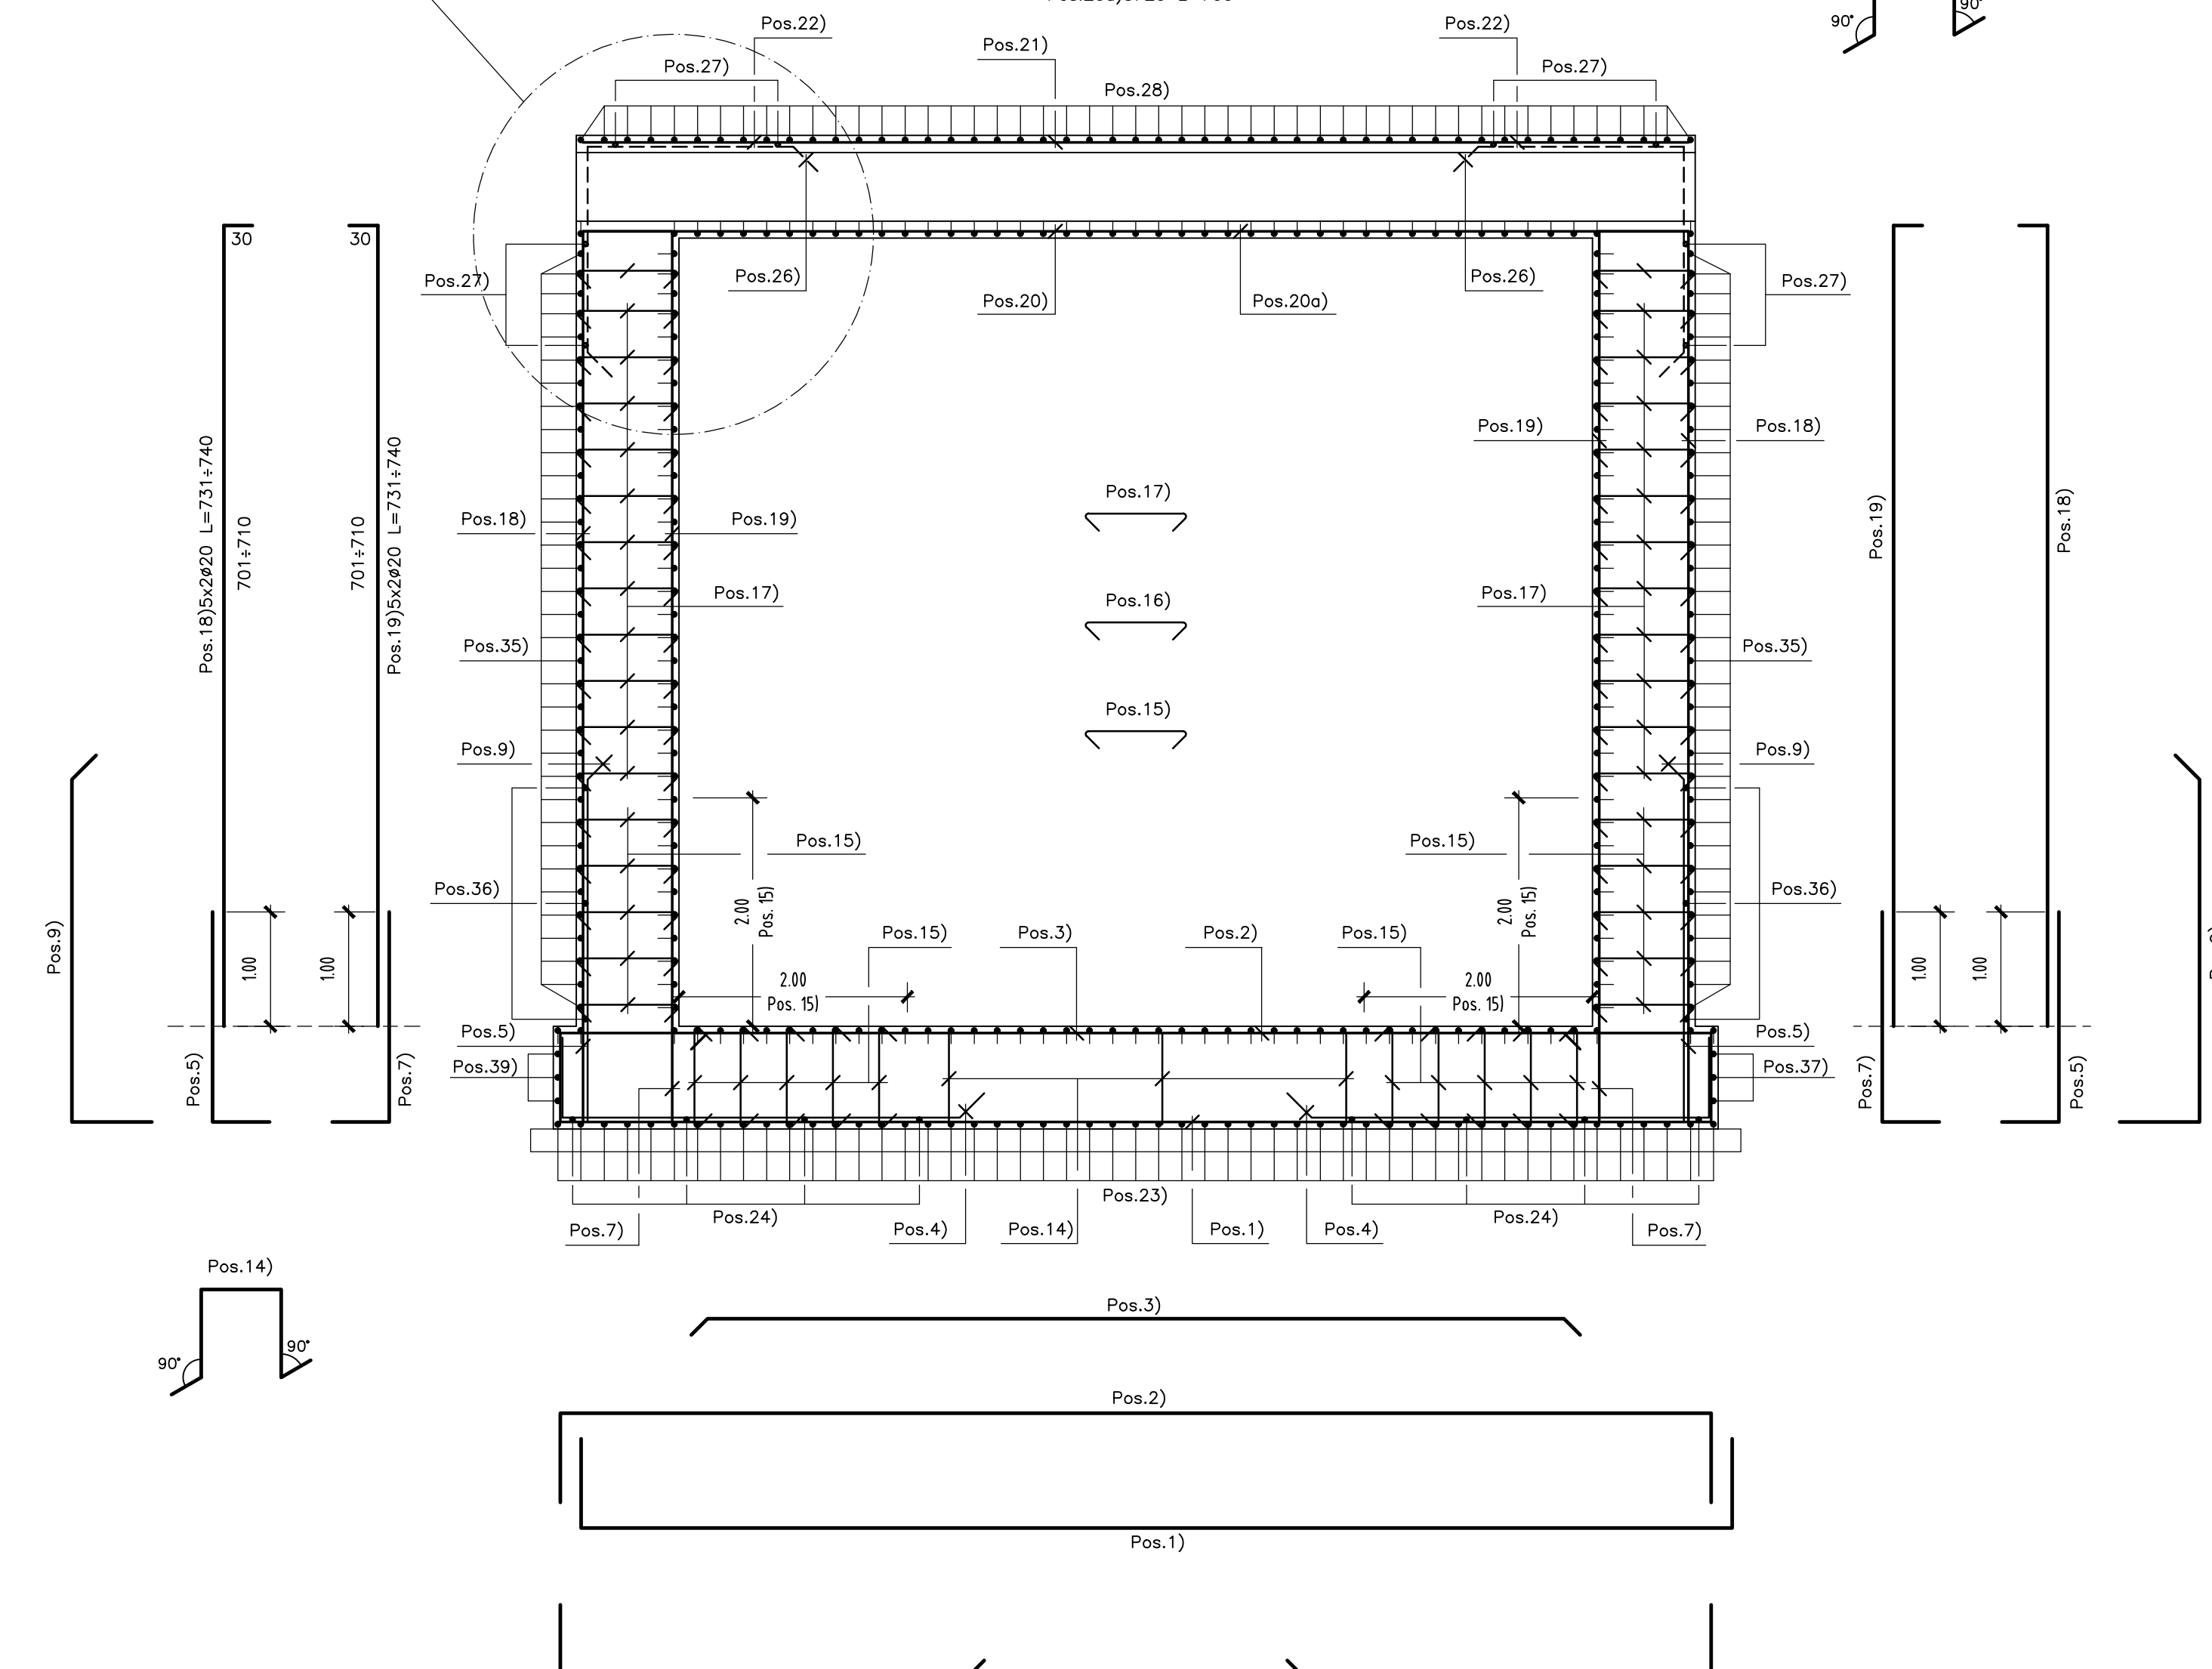 90°
90°
Pos.22)
Pos.22)
Pos.21)
Pos.27)
Pos.27)
Pos.28)
30
30
Pos.27)
Pos.26)
Pos.20)
Pos.20a)
Pos.26)
Pos.27)
Pos.18)5x2ø20 L=731÷740
701÷710
701÷710
Pos.19)5x2ø20 L=731÷740
Pos.19)
Pos.18)
Pos.17)
Pos.18)
Pos.19)
Pos.19)
Pos.18)
Pos.17)
Pos.16)
Pos.17)
Pos.35)
Pos.35)
Pos.15)
Pos.9)
Pos.9)
Pos.15)
Pos.15)
Pos.36)
Pos.36)
2.00
Pos. 15)
2.00
Pos. 15)
Pos.9)
1.00
1.00
Pos.15)
Pos.3)
Pos.2)
Pos.15)
1.00
1.00
2.00
Pos. 15)
2.00
Pos. 15)
Pos.5)
Pos.5)
Pos.39)
Pos.37)
Pos.5)
Pos.7)
Pos.7)
Pos.5)
Pos.23)
Pos.24)
Pos.24)
Pos.7)
Pos.4)
Pos.14)
Pos.1)
Pos.4)
Pos.7)
Pos.14)
90°
90°
Pos.3)
Pos.2)
Pos.1)